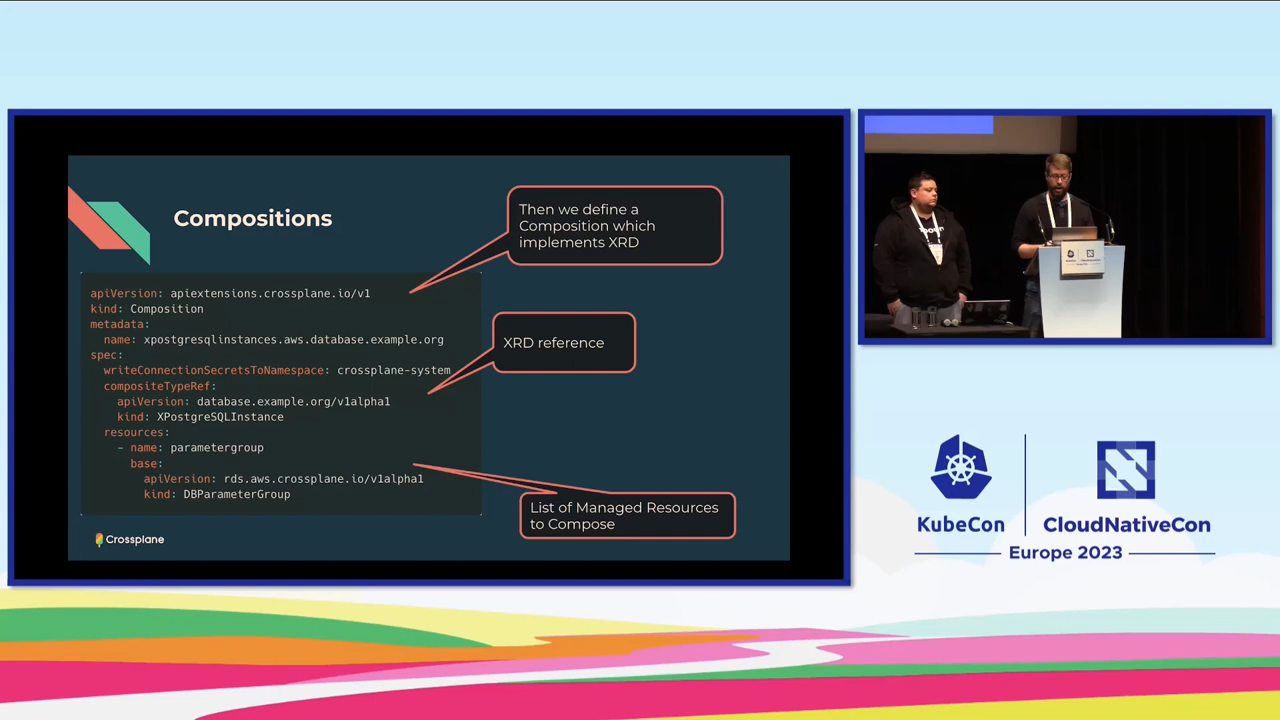 Compositions
Then we define a
Composition which
implements XRD
apiVersion: apiextensions.crossplane.io/v1
kind: Composition
metadata:
name: xpostgresqlinstances.aws.database.example.org
spec:
writeConnectionSecretsToNamespace: crossplane-system
compositeTypeRef:
apiVersion: database.example.org/v1alpha1
kind: XPostgreSQLInstance
resources:
- name: parametergroup
base:
apiVersion: rds.aws.crossplane.io/v1alpha1
kind: DBParameterGroup
XRD reference
List of Managed Resources
to Compose
Crossplane
KubeCon
CloudNativeCon
Europe 2023